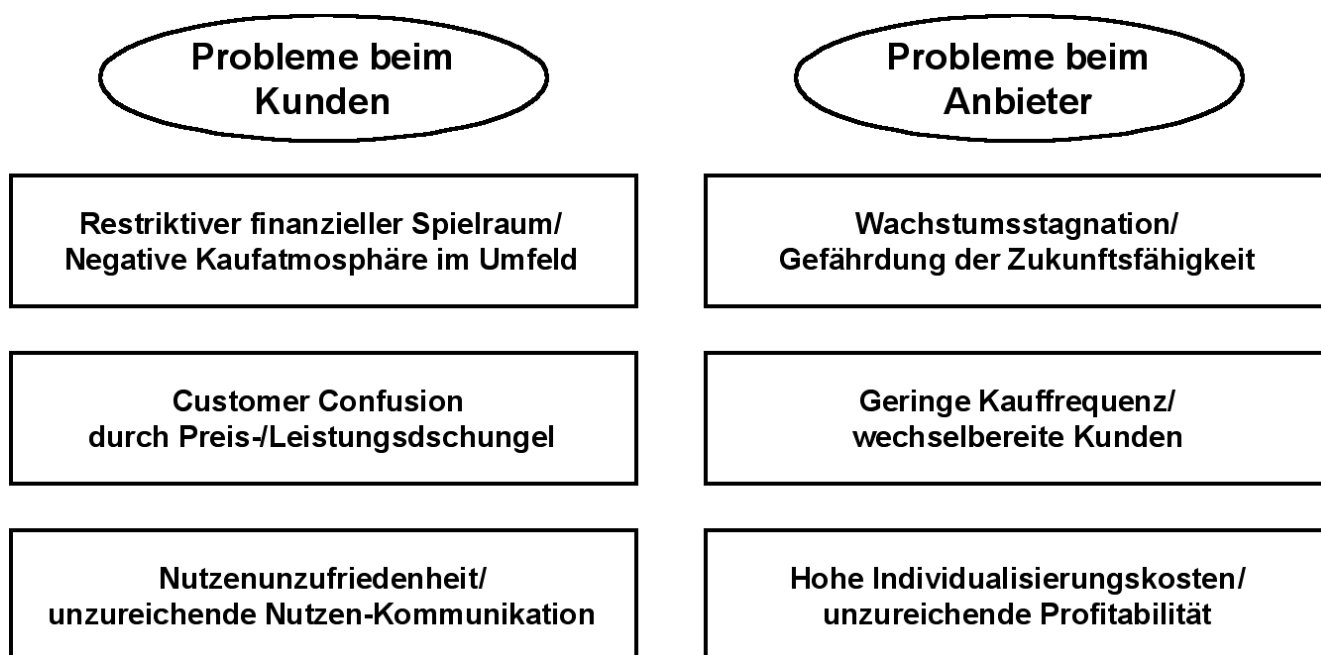 Probleme beim
Kunden
Probleme beim
Anbieter
Restriktiver finanzieller Spielraum/
Negative Kaufatmosphäre im Umfeld
Wachstumsstagnation/
Gefährdung der Zukunftsfähigkeit
Customer Confusion
durch Preis-/Leistungsdschungel
Geringe Kauffrequenz/
wechselbereite Kunden
Nutzenunzufriedenheit/
unzureichende Nutzen-Kommunikation
Hohe Individualisierungskosten/
unzureichende Profitabilität